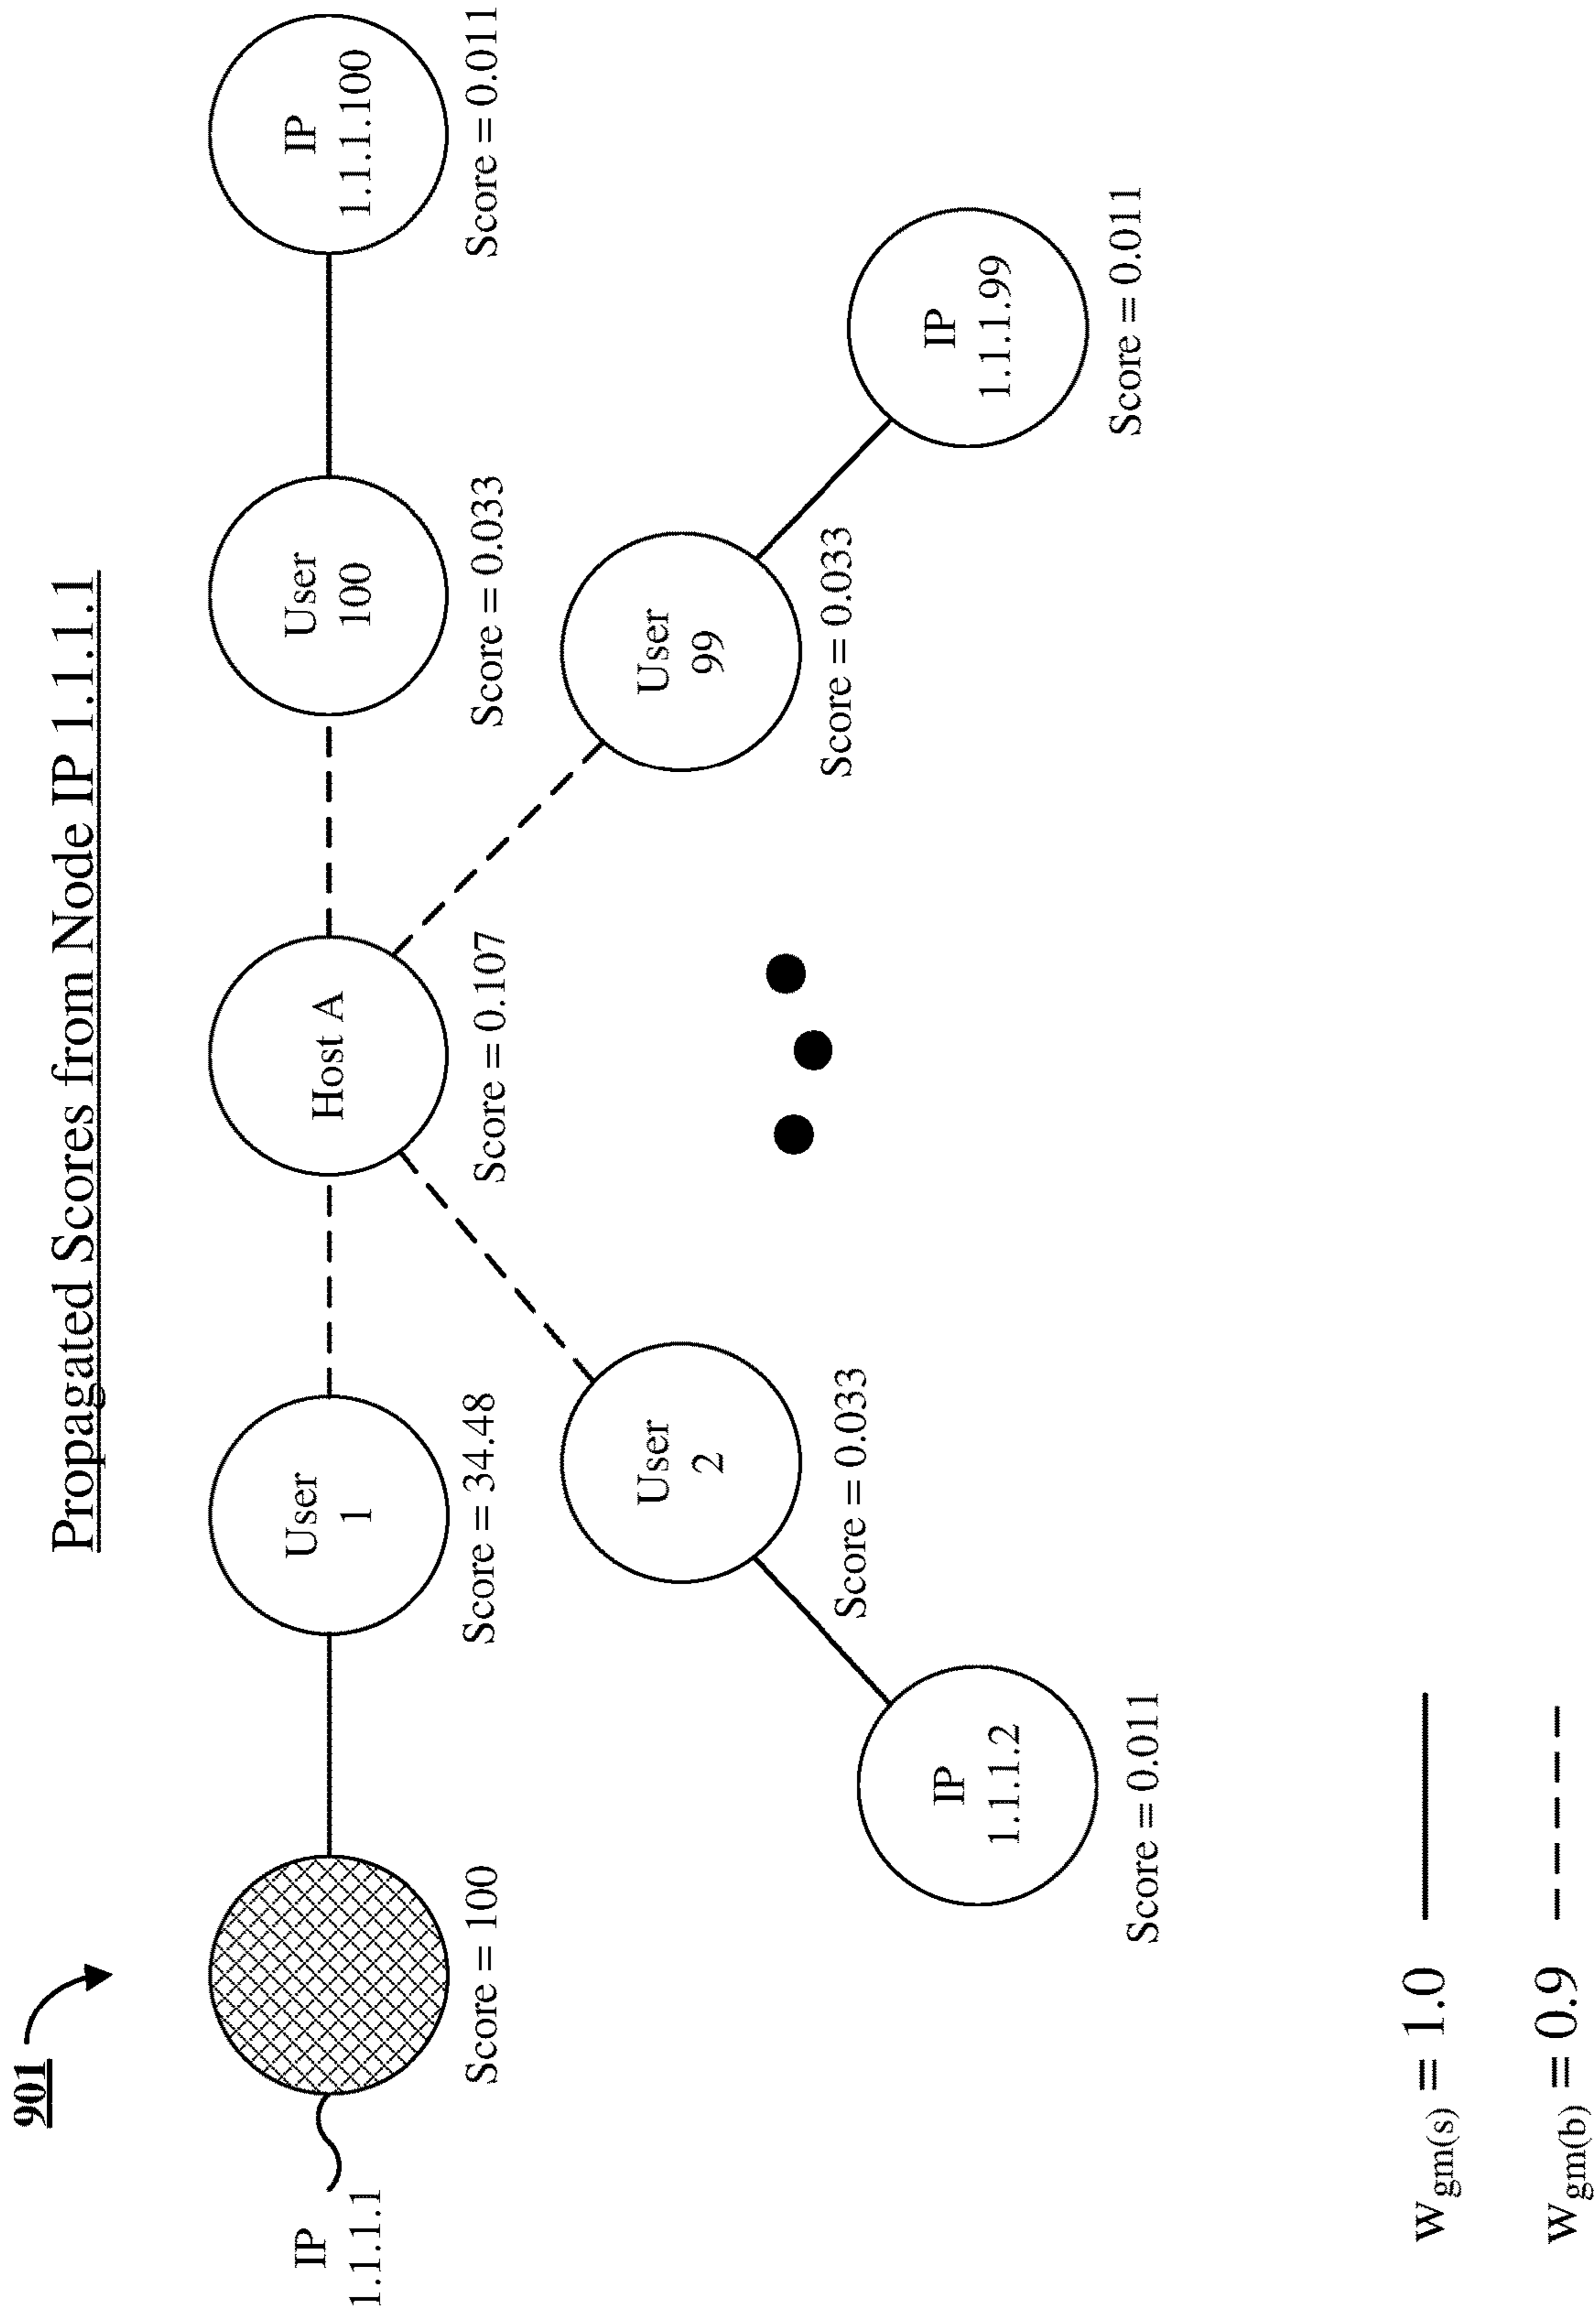 Propagated Scores from Node IP 1.1.1.1
901
IP
1.1.1.1
Score = 100
User
1
Score = 34.48
Host A
Score = 0.107
User
100
Score = 0.033
IP
1.1.1.100
Score = 0.011
User
2
Score = 0.033
IP
1.1.1.2
Score = 0.011
User
99
Score = 0.033
IP
1.1.1.99
Score = 0.011
wgm(s) = 1.0
wgm(b) = 0.9